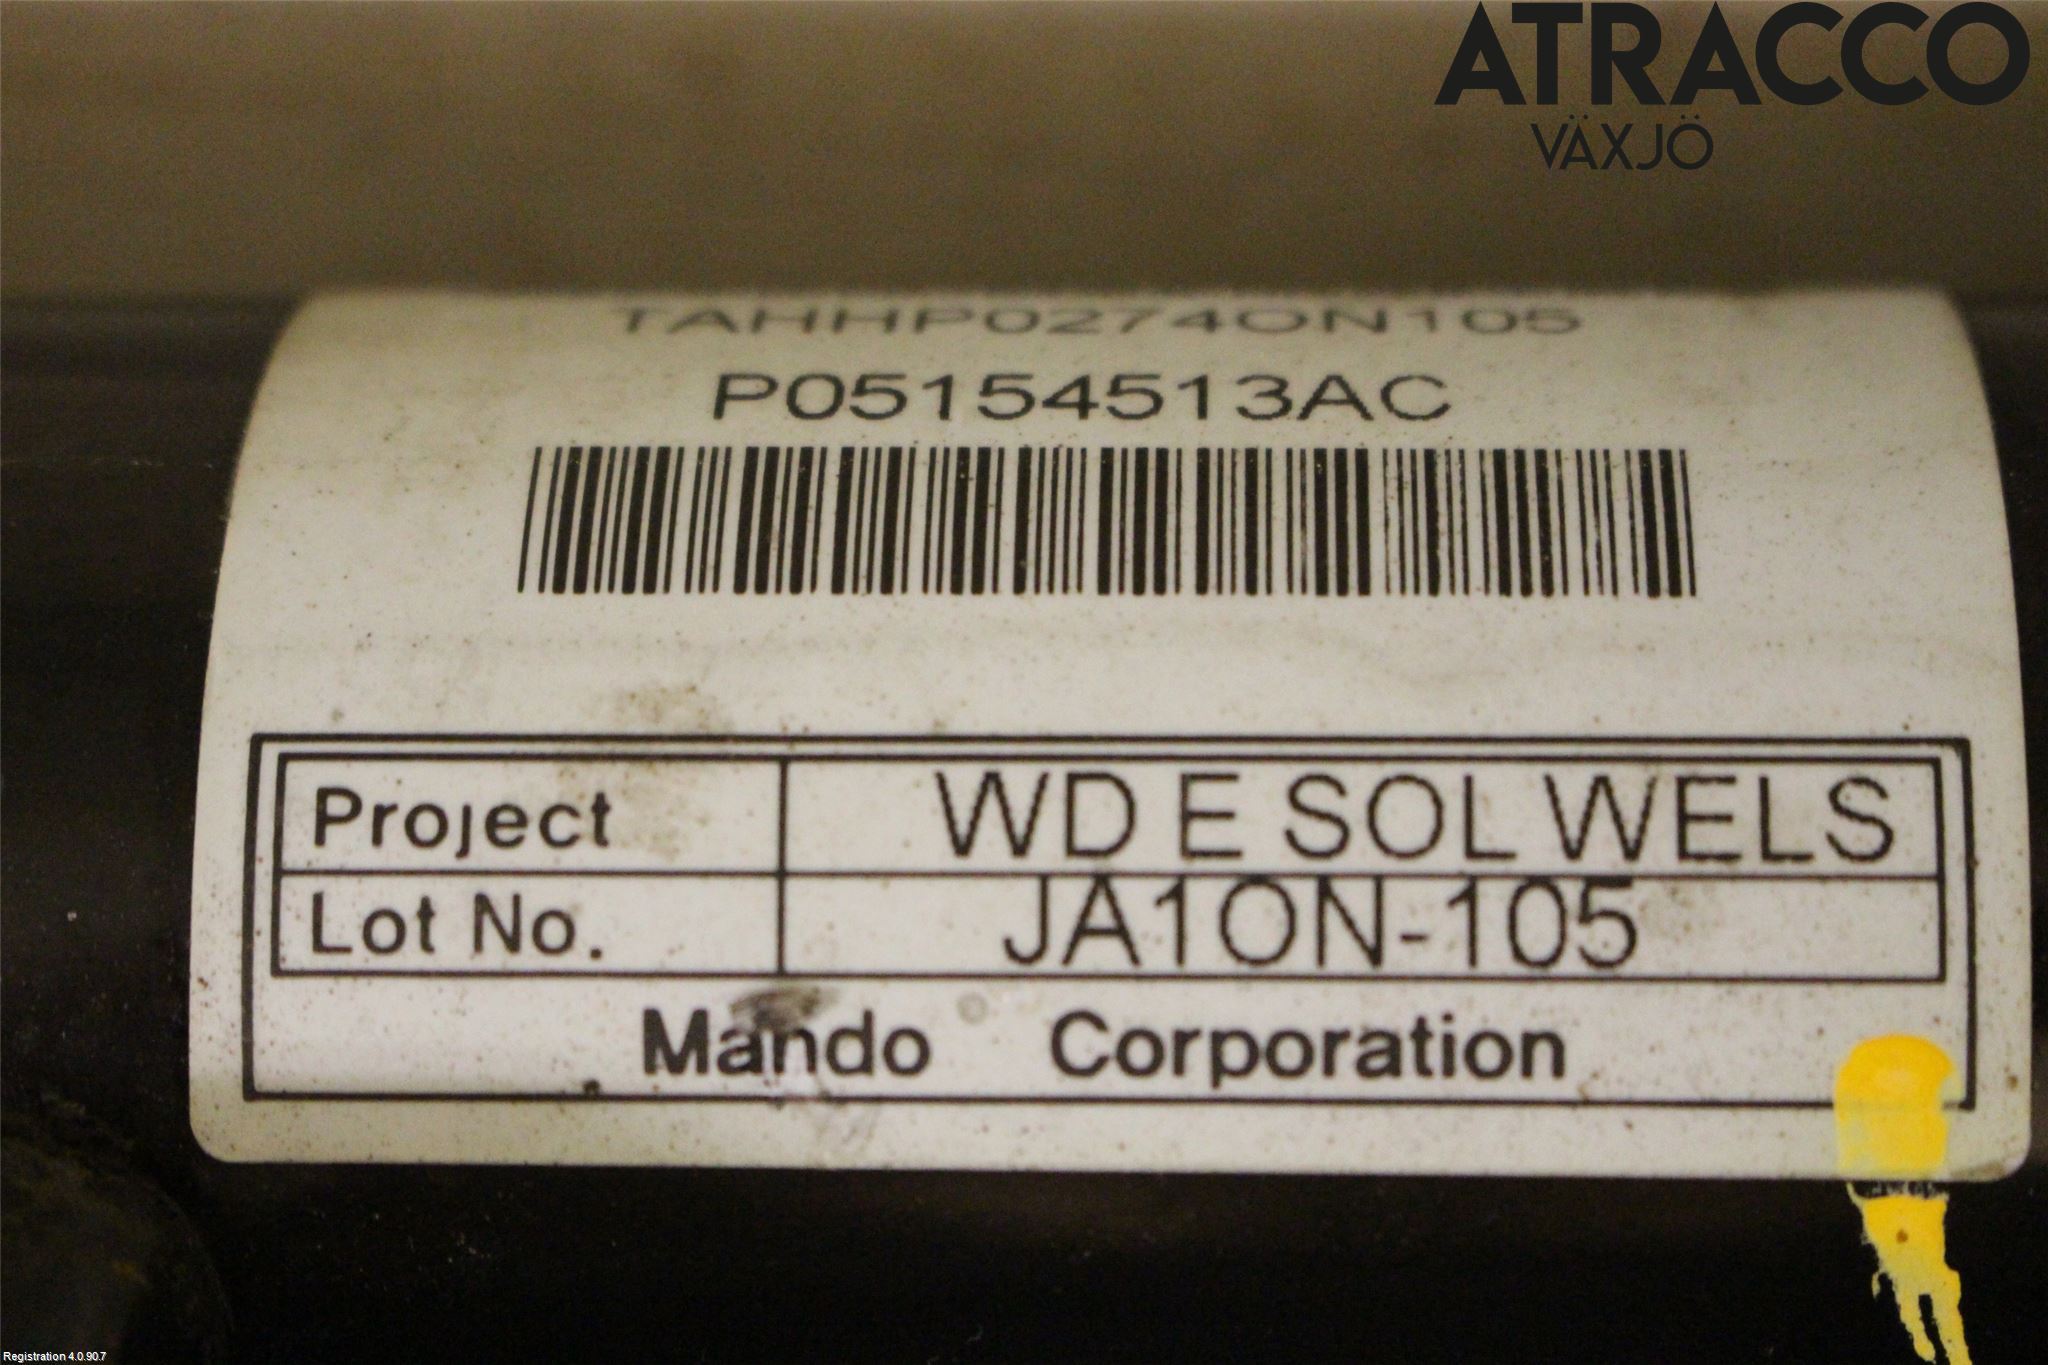 ATRACCO
VÄXJÖ
TAHHP0274ON105
P05154513AC
Project WD E SOL WELS
Lot No. JA1ON-105
Mando Corporation
Registration 4.0.90.7